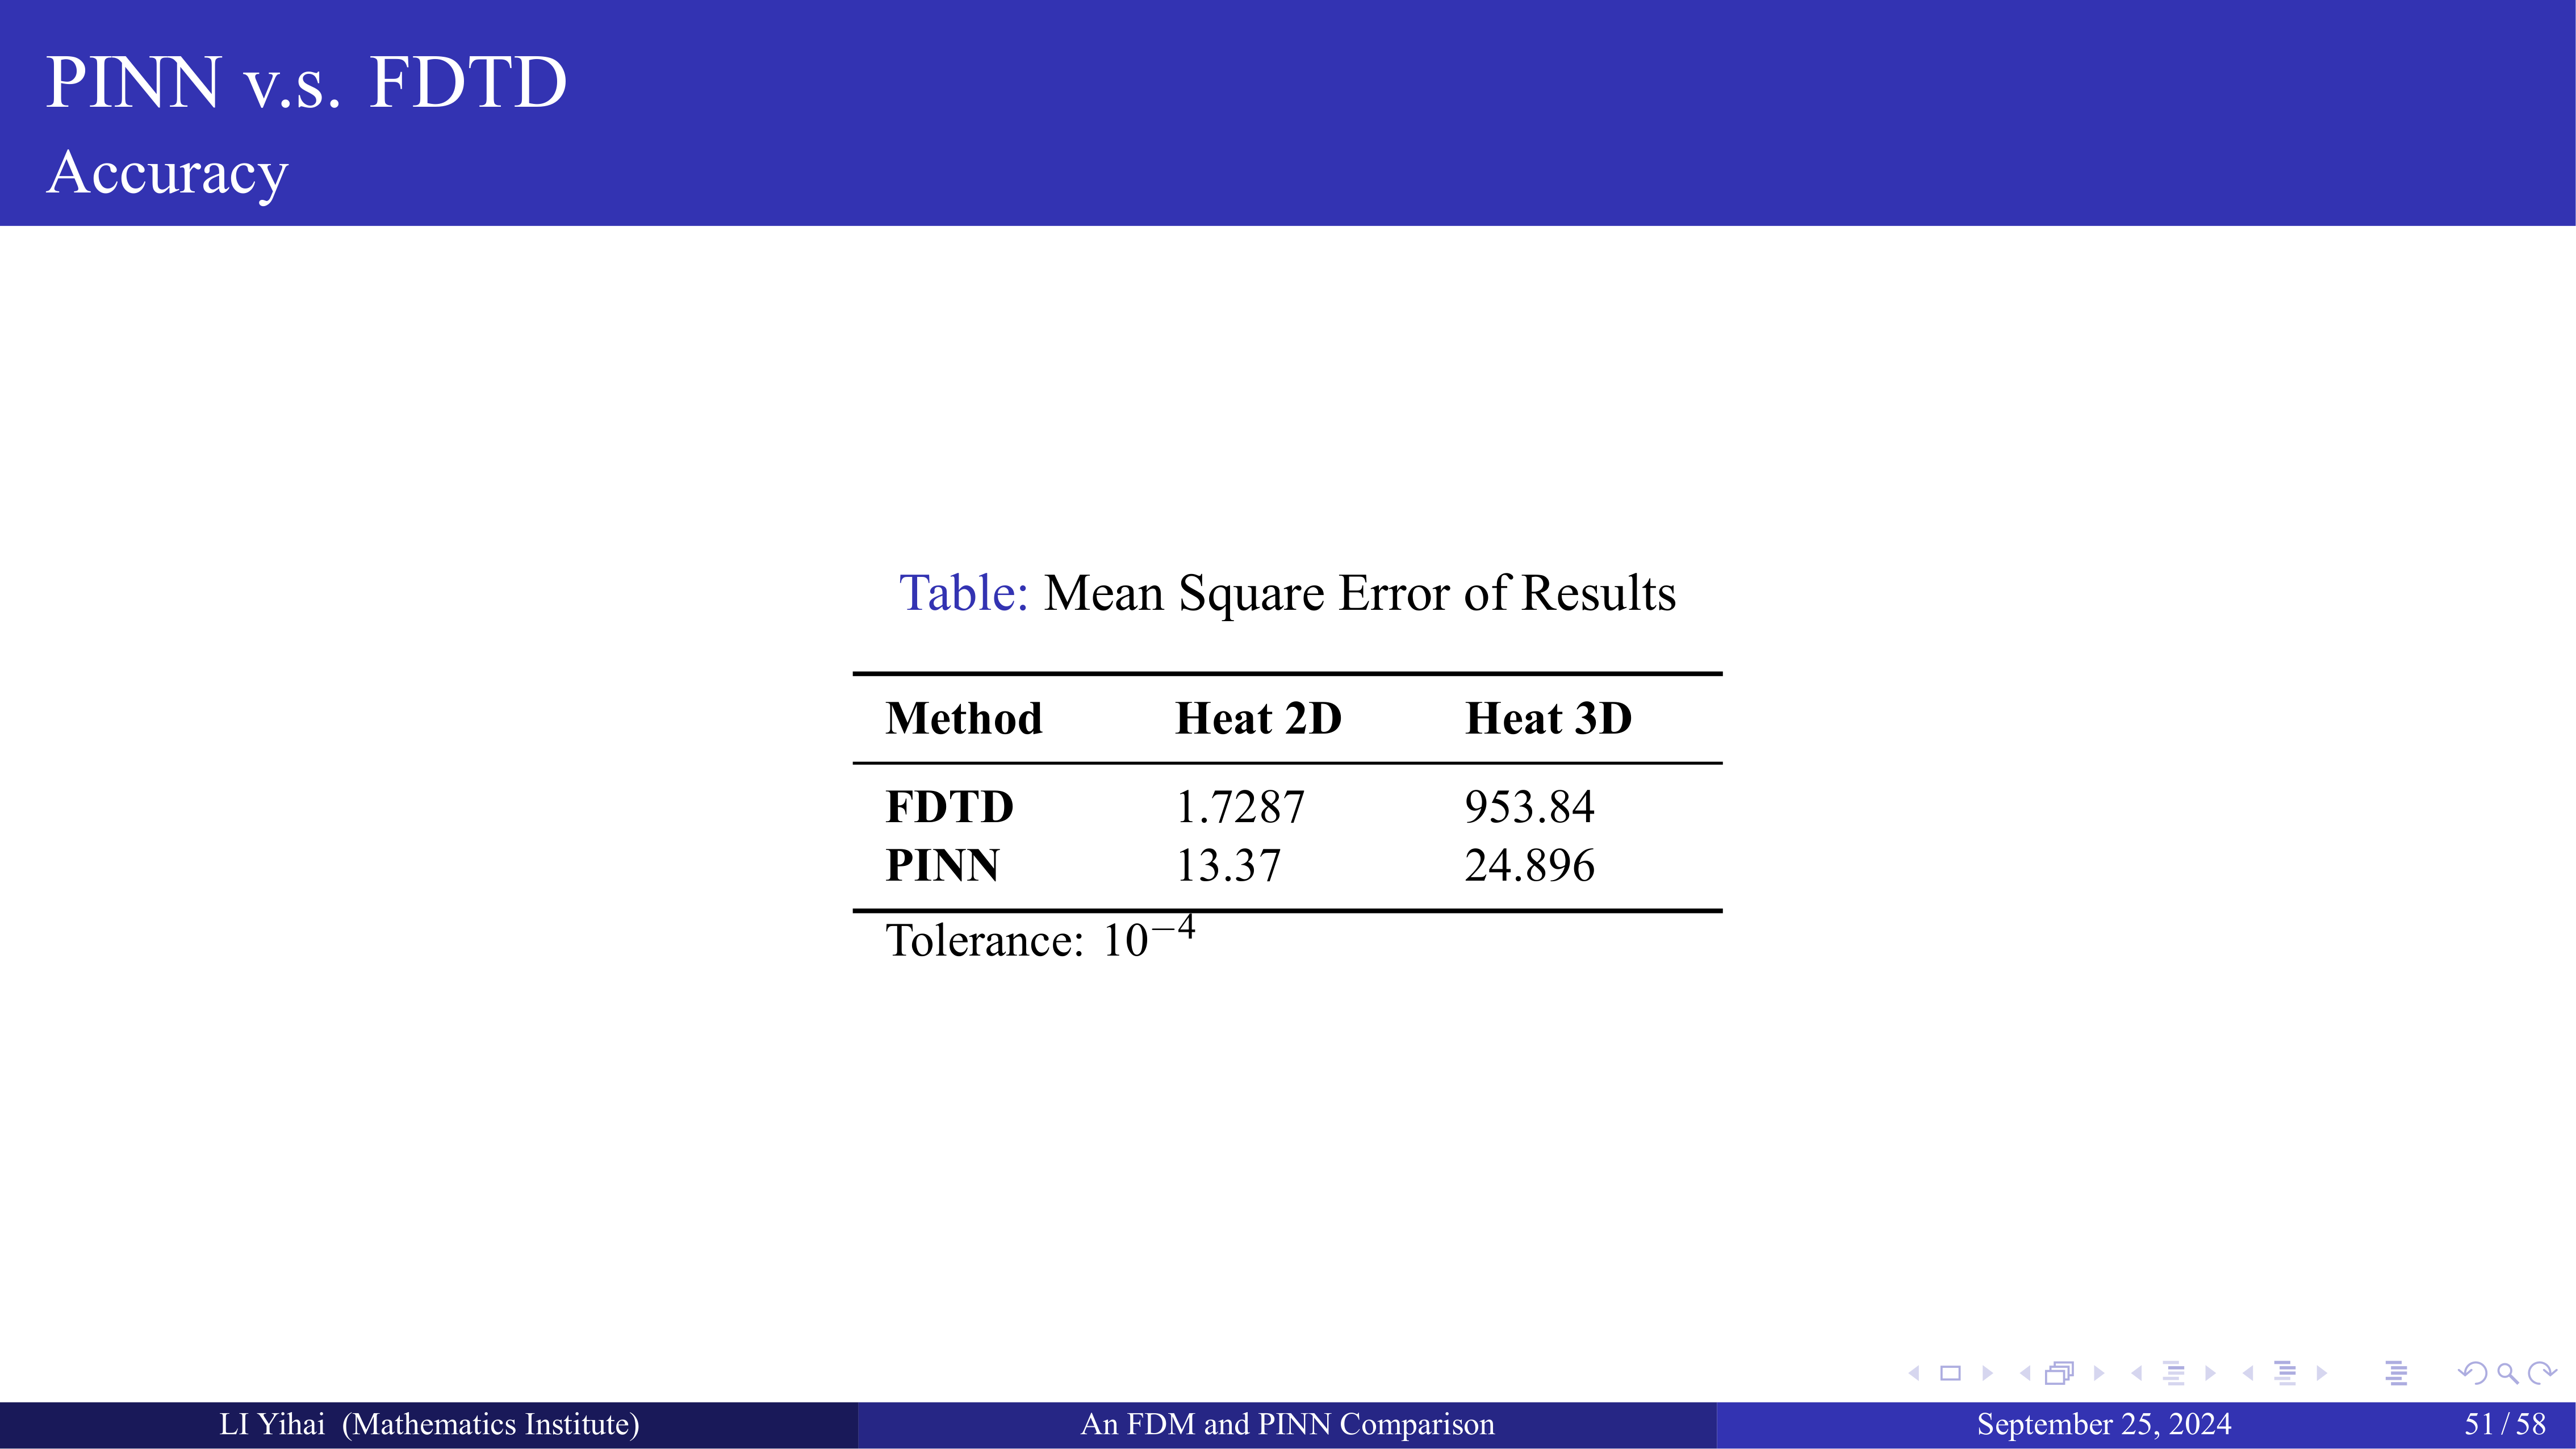 PINN v.s. FDTD
Accuracy
Table: Mean Square Error of Results
Method Heat 2D Heat 3D
FDTD 1.7287 953.84
PINN 13.37 24.896
Tolerance: 10⁻⁴
LI Yihai (Mathematics Institute) An FDM and PINN Comparison September 25, 2024 51 / 58